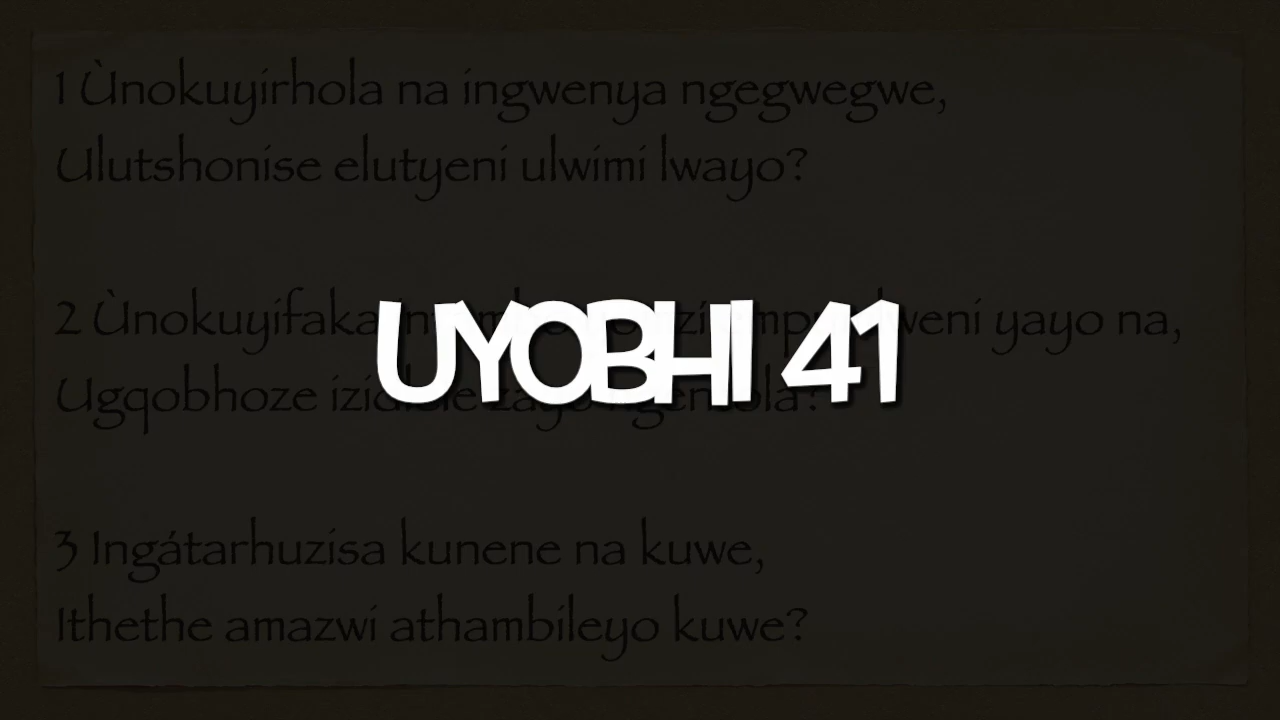 1 Ùnokuyirhola na ingwenya ngegwegwe,
Ulutshonise elutyeni ulwimi lwayo?
2 Ùnokuyifaka yayo na,
UYOBHI 41
Ugqobhoze
3 Ingátarhuzisa kunene na kuwe,
Ithethe amazwi athambileyo kuwe?